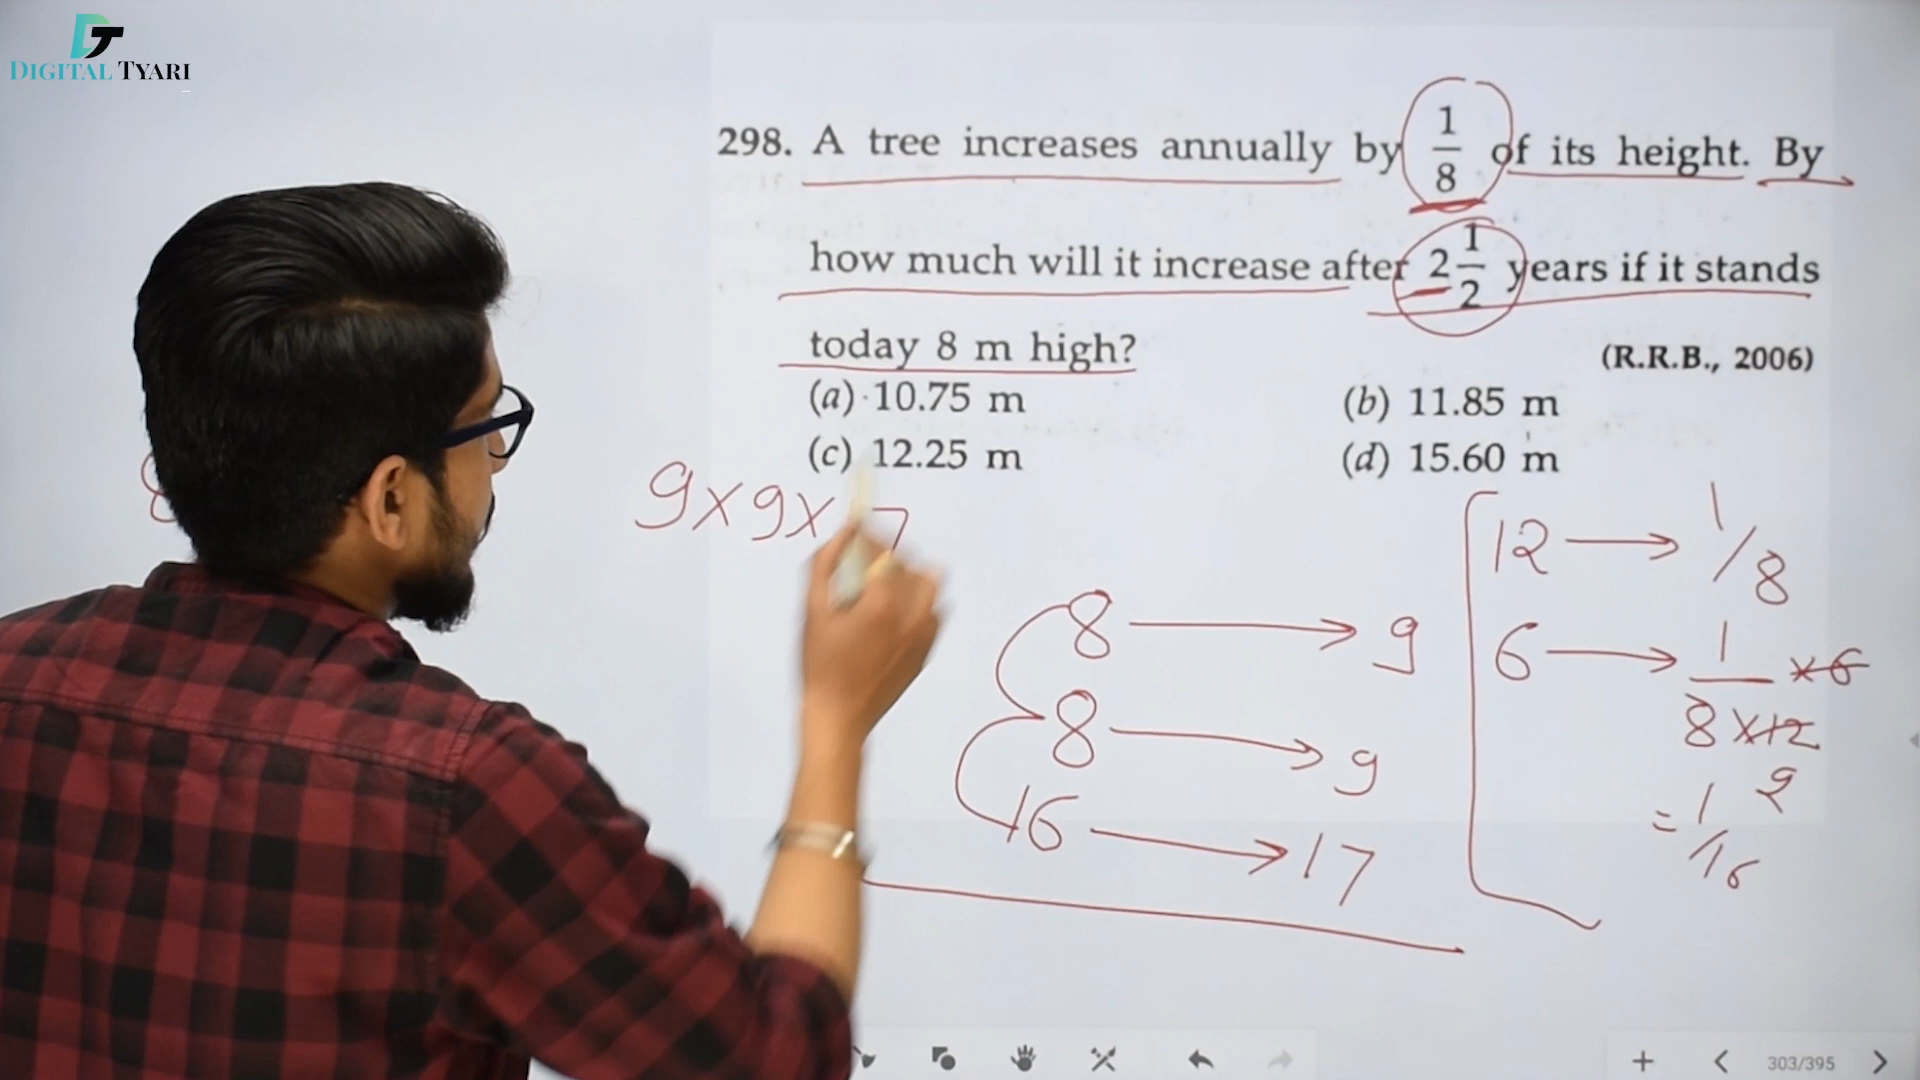 DIGITAL TYARI
298. A tree increases annually by 1/8 of its height. By
how much will it increase after 2 1/2 years if it stands
today 8 m high?
(R.R.B., 2006)
(a) 10.75 m
(b) 11.85 m
(c) 12.25 m
(d) 15.60 m
9×9×
8 → 9
8 → 9
16 → 17
12 → 1/8
6 → 1 × 6
8 × 12
2
= 1/16
303/395